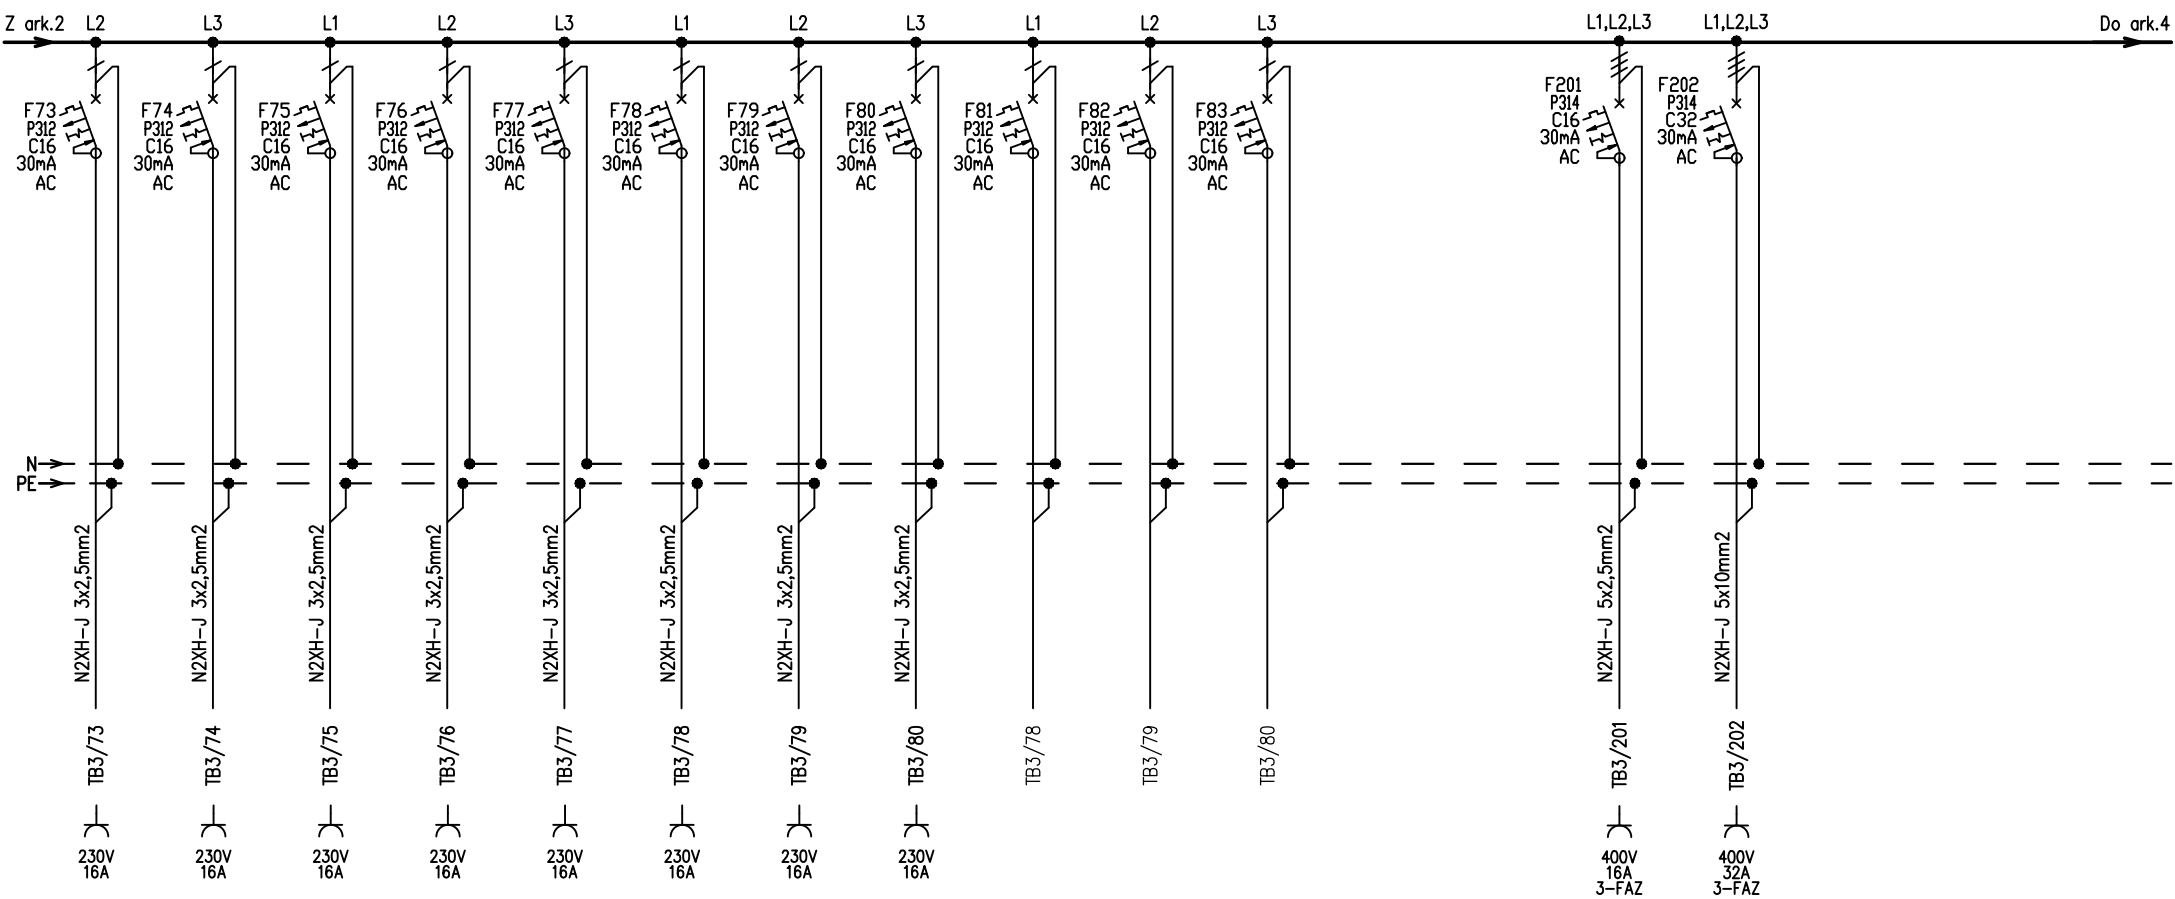 Z ark.2 L2 L3 L1 L2 L3 L1 L2 L3 L1 L2 L3 L1,L2,L3 L1,L2,L3 Do ark.4
F73
P312
C16
30mA
AC
F74
P312
C16
30mA
AC
F75
P312
C16
30mA
AC
F76
P312
C16
30mA
AC
F77
P312
C16
30mA
AC
F78
P312
C16
30mA
AC
F79
P312
C16
30mA
AC
F80
P312
C16
30mA
AC
F81
P312
C16
30mA
AC
F82
P312
C16
30mA
AC
F83
P312
C16
30mA
AC
F201
P314
C16
30mA
AC
F202
P314
C32
30mA
AC
N
PE
N2XH-J 3x2,5mm2
N2XH-J 3x2,5mm2
N2XH-J 3x2,5mm2
N2XH-J 3x2,5mm2
N2XH-J 3x2,5mm2
N2XH-J 3x2,5mm2
N2XH-J 3x2,5mm2
N2XH-J 3x2,5mm2
N2XH-J 5x2,5mm2
N2XH-J 5x10mm2
TB3/73
TB3/74
TB3/75
TB3/76
TB3/77
TB3/78
TB3/79
TB3/80
TB3/78
TB3/79
TB3/80
TB3/201
TB3/202
230V
16A
230V
16A
230V
16A
230V
16A
230V
16A
230V
16A
230V
16A
230V
16A
400V
16A
3-FAZ
400V
32A
3-FAZ